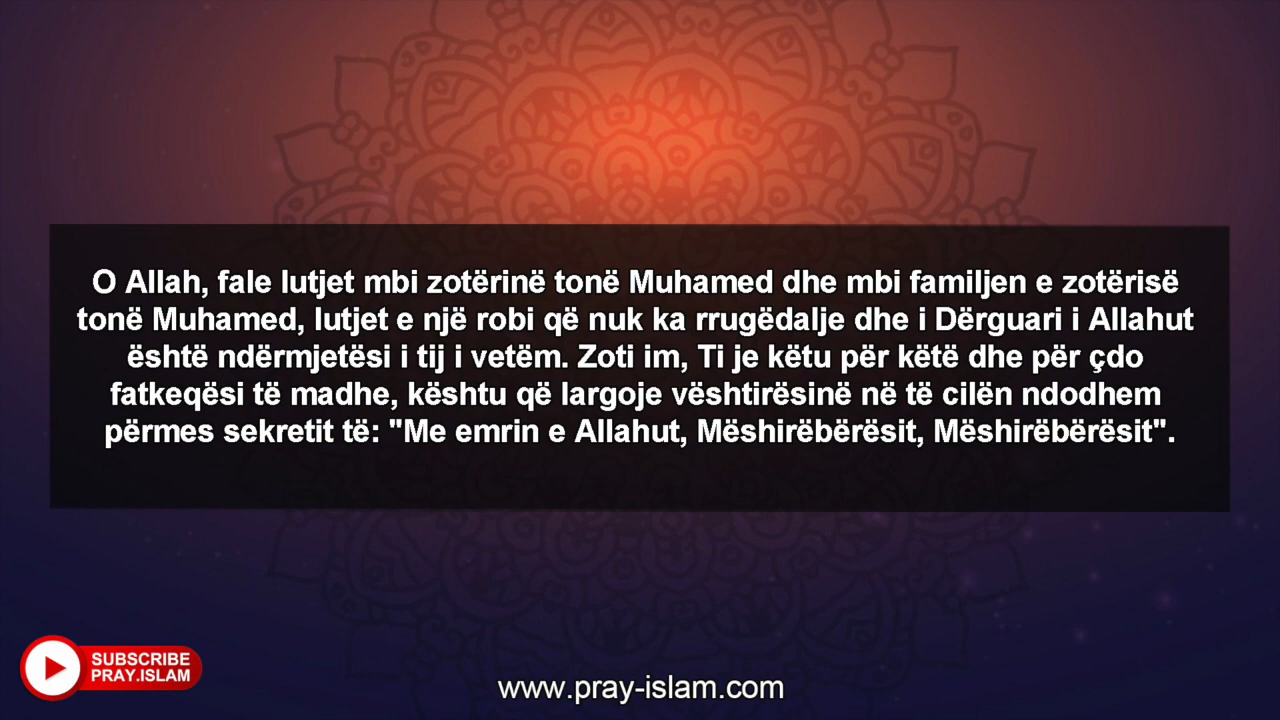 O Allah, fale lutjet mbi zotërinë tonë Muhamed dhe mbi familjen e zotërisë
tonë Muhamed, lutjet e një robi që nuk ka rrugëdalje dhe i Dërguari i Allahut
është ndërmjetësi i tij i vetëm. Zoti im, Ti je këtu për këtë dhe për çdo
fatkeqësi të madhe, kështu që largoje vështirësinë në të cilën ndodhem
përmes sekretit të: "Me emrin e Allahut, Mëshirëbërësit, Mëshirëbërësit".
SUBSCRIBE
PRAY.ISLAM
www.pray-islam.com